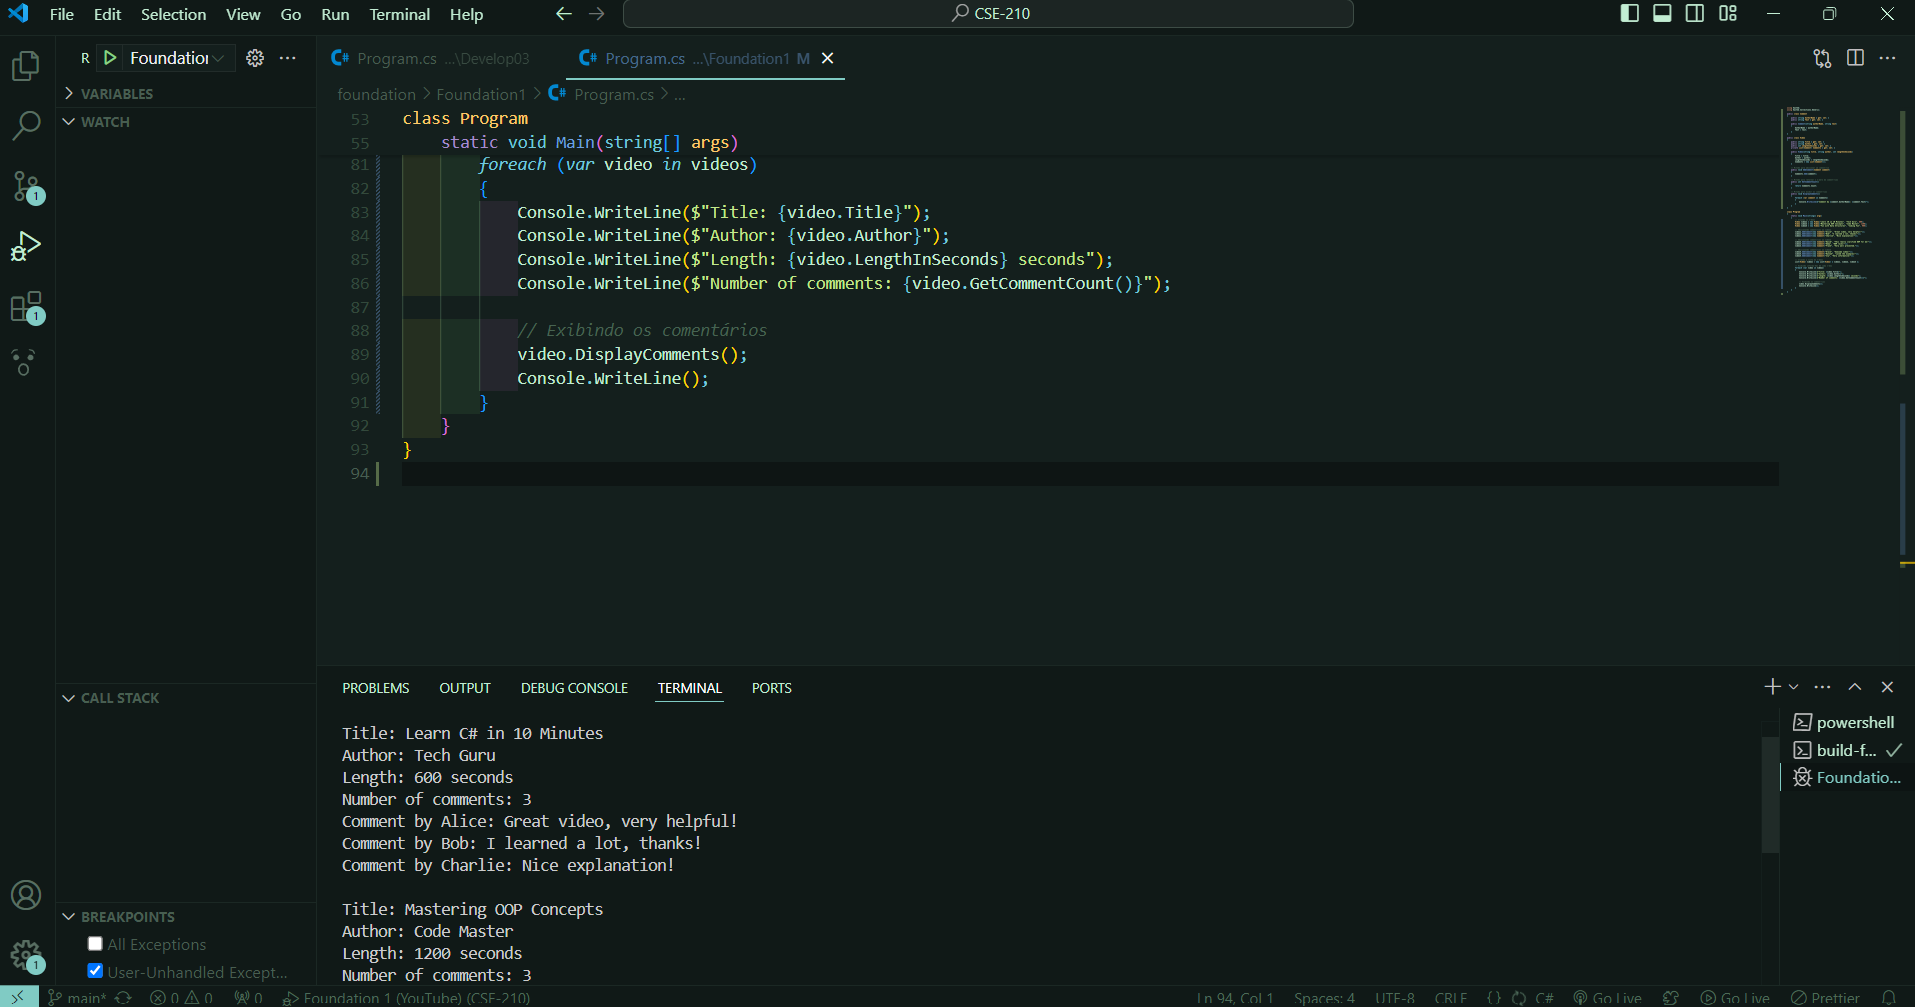 File Edit Selection View Go Run Terminal Help
CSE-210
R
Foundation
Program.cs ...\Develop03
Program.cs ...\Foundation1 M
VARIABLES
WATCH
foundation > Foundation1 > Program.cs > ...
53 class Program
55 static void Main(string[] args)
81 foreach (var video in videos)
82 {
83 Console.WriteLine($"Title: {video.Title}");
84 Console.WriteLine($"Author: {video.Author}");
85 Console.WriteLine($"Length: {video.LengthInSeconds} seconds");
86 Console.WriteLine($"Number of comments: {video.GetCommentCount()}");
87
88 // Exibindo os comentários
89 video.DisplayComments();
90 Console.WriteLine();
91 }
92 }
93 }
94
1
1
CALL STACK
BREAKPOINTS
All Exceptions
User-Unhandled Except...
1
PROBLEMS OUTPUT DEBUG CONSOLE TERMINAL PORTS
Title: Learn C# in 10 Minutes
Author: Tech Guru
Length: 600 seconds
Number of comments: 3
Comment by Alice: Great video, very helpful!
Comment by Bob: I learned a lot, thanks!
Comment by Charlie: Nice explanation!
Title: Mastering OOP Concepts
Author: Code Master
Length: 1200 seconds
Number of comments: 3
powershell
build-f...
Foundatio...
main* 0 0 0 Foundation 1 (YouTube) (CSE-210) Ln 94, Col 1 Spaces: 4 UTF-8 CRLF {} C# Go Live Go Live Prettier